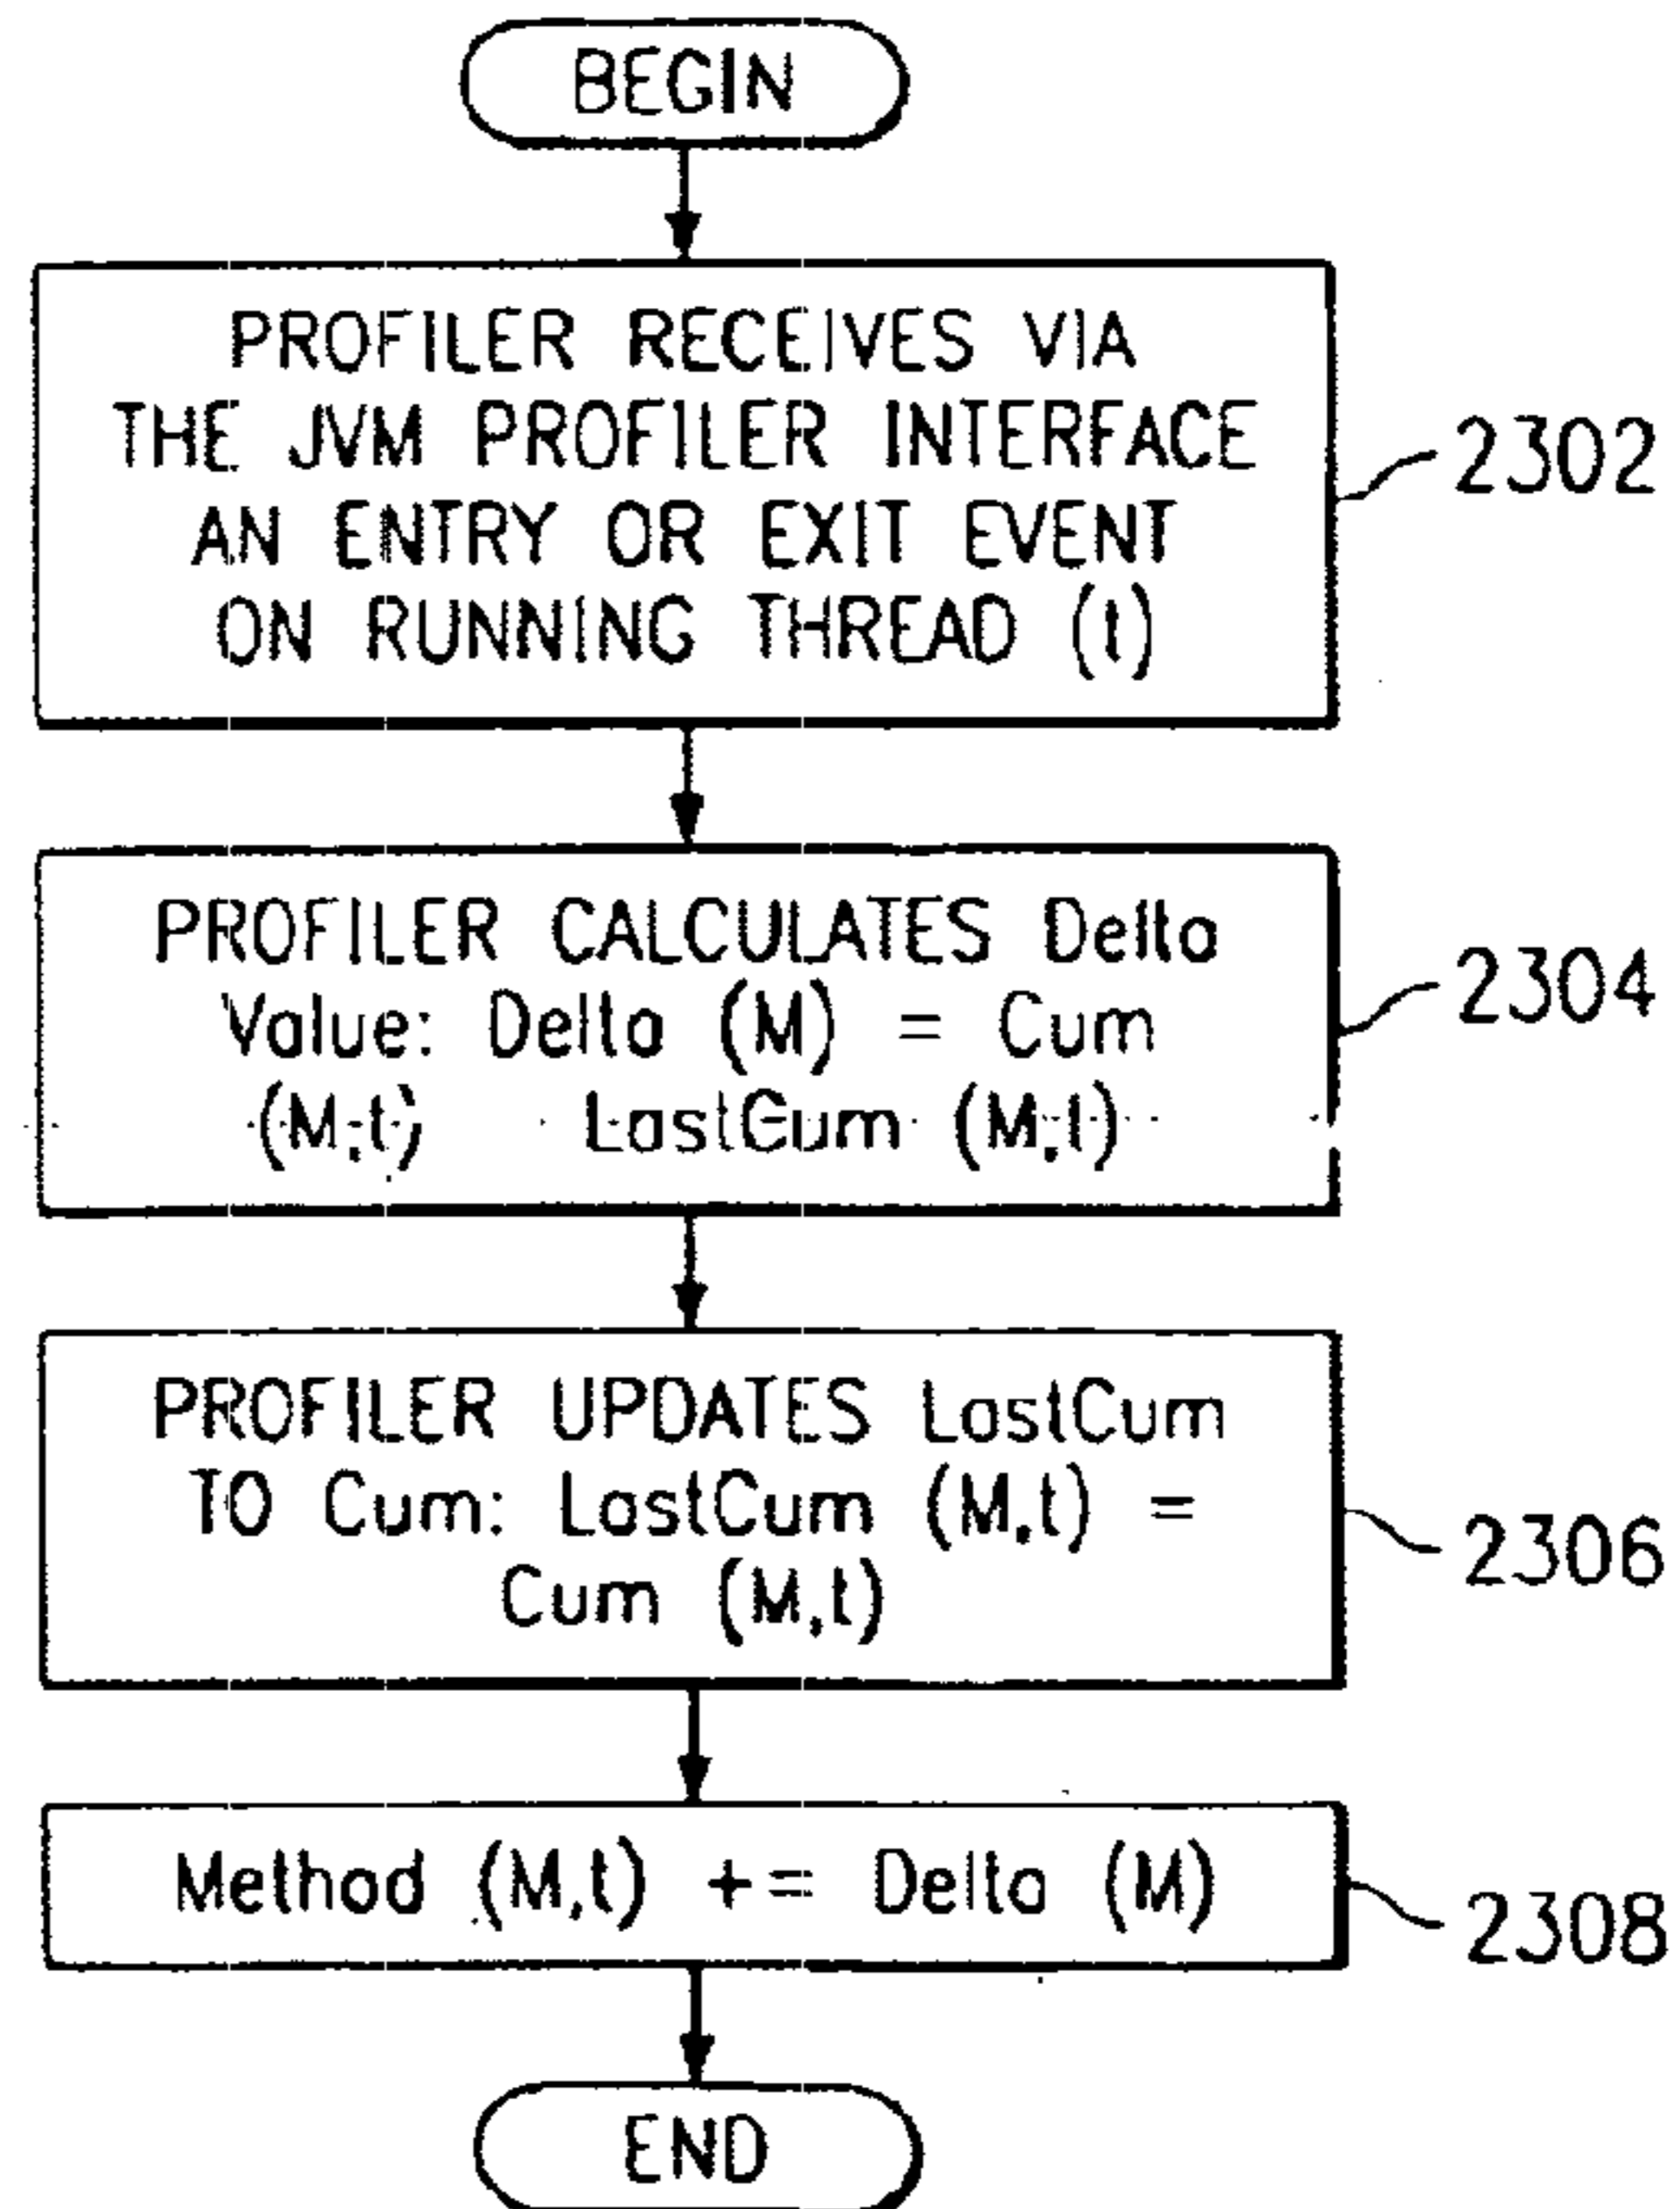 BEGIN
PROFILER RECEIVES VIA
THE JVM PROFILER INTERFACE
AN ENTRY OR EXIT EVENT
ON RUNNING THREAD (t)
2302
PROFILER CALCULATES Delta
Value: Delta (M) = Cum
(M,t) LastCum (M,t)
2304
PROFILER UPDATES LastCum
TO Cum: LastCum (M,t) =
Cum (M,t)
2306
Method (M,t) += Delta (M)
2308
END